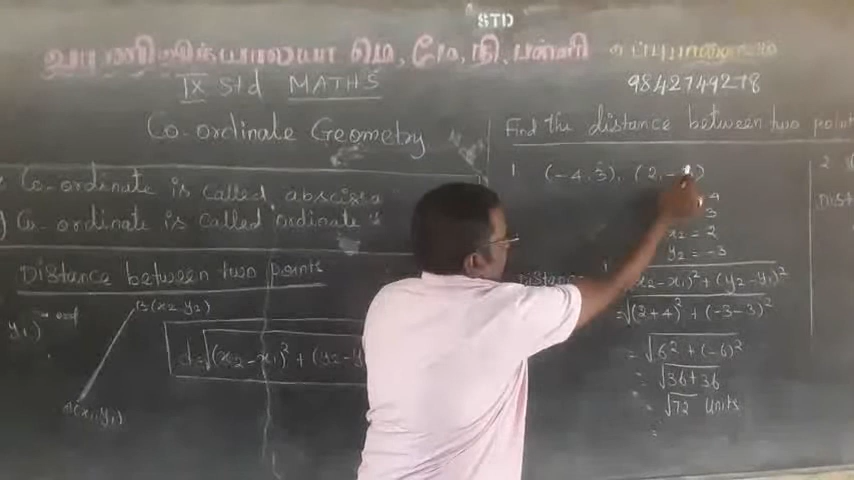 STD
வாணி வித்யாலயா மெ, மே, நி, பள்ளி
9842749278
IX Std MATHS
Co-ordinate Geometry
Find The distance between two point
1 (-4, 3), (2, -3)
2
x Co-ordinate is called, abscissa
y Co-ordinate is called, ordinate
x2 = 2
y2 = -3
Distance between two points
Distance
√(x2-x1)² + (y2-y1)²
B(x2 y2)
y1)
= √(2+4)² + (-3-3)²
d = √(x2-x1)² + (y2-y
= √6² + (-6)²
= √36+36
= √72 units
A(x1, y1)